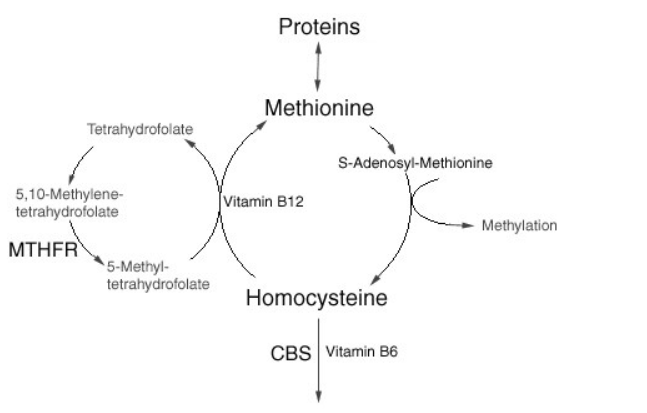 Proteins
Methionine
Tetrahydrofolate
S-Adenosyl-Methionine
5,10-Methylene-
tetrahydrofolate
Vitamin B12
Methylation
MTHFR
5-Methyl-
tetrahydrofolate
Homocysteine
CBS
Vitamin B6